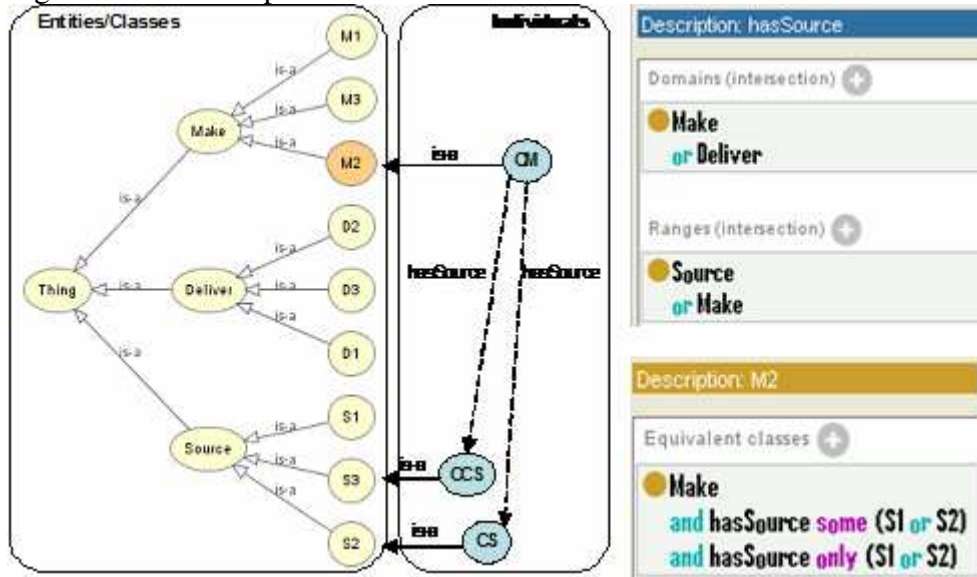 Entities/Classes
Individuals
M1
is-a
M3
is-a
Make
is-a
M2
is-a
CM
is-a
D2
is-a
hasSource
hasSource
Thing
is-a
Deliver
is-a
D3
is-a
D1
is-a
S1
is-a
Source
is-a
S3
is-a
OCS
is-a
S2
is-a
CS
Description: hasSource
Domains (intersection)
Make
or Deliver
Ranges (intersection)
Source
or Make
Description: M2
Equivalent classes
Make
and hasSource some (S1 or S2)
and hasSource only (S1 or S2)